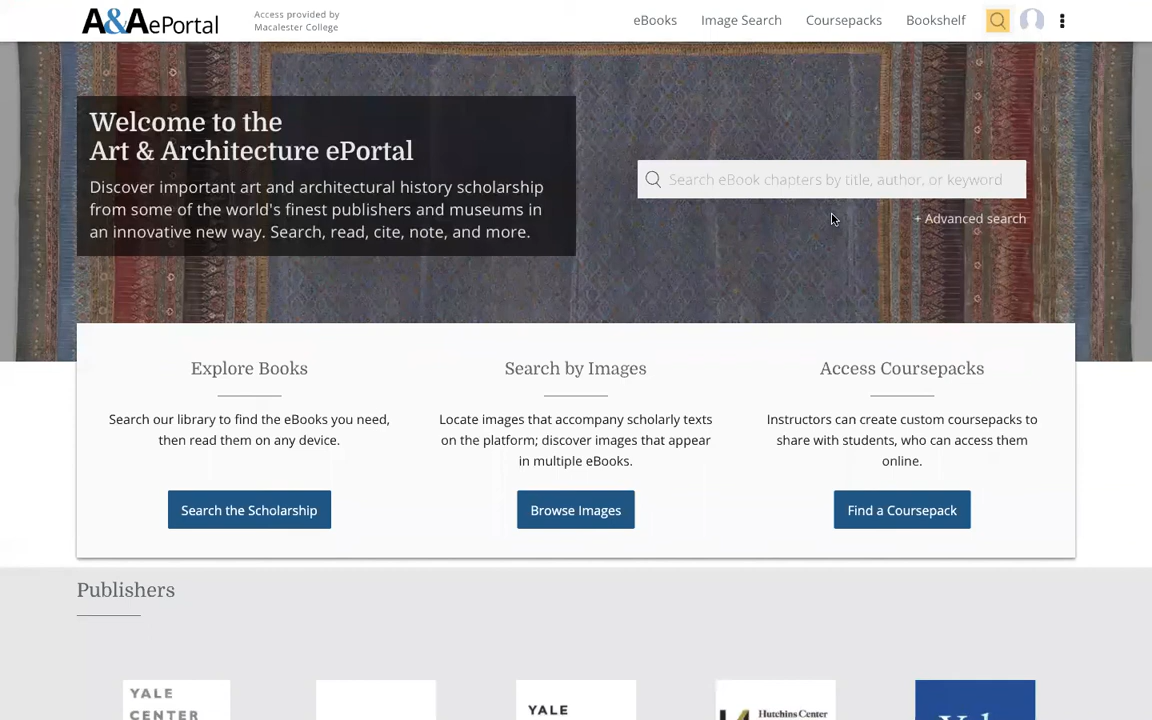 A&AePortal
Access provided by
Macalester College
eBooks
Image Search
Coursepacks
Bookshelf
Welcome to the
Art & Architecture ePortal
Discover important art and architectural history scholarship
from some of the world's finest publishers and museums in
an innovative new way. Search, read, cite, note, and more.
Search eBook chapters by title, author, or keyword
+ Advanced search
Explore Books
Search our library to find the eBooks you need,
then read them on any device.
Search the Scholarship
Search by Images
Locate images that accompany scholarly texts
on the platform; discover images that appear
in multiple eBooks.
Browse Images
Access Coursepacks
Instructors can create custom coursepacks to
share with students, who can access them
online.
Find a Coursepack
Publishers
YALE
CENTER
YALE
Hutchins Center